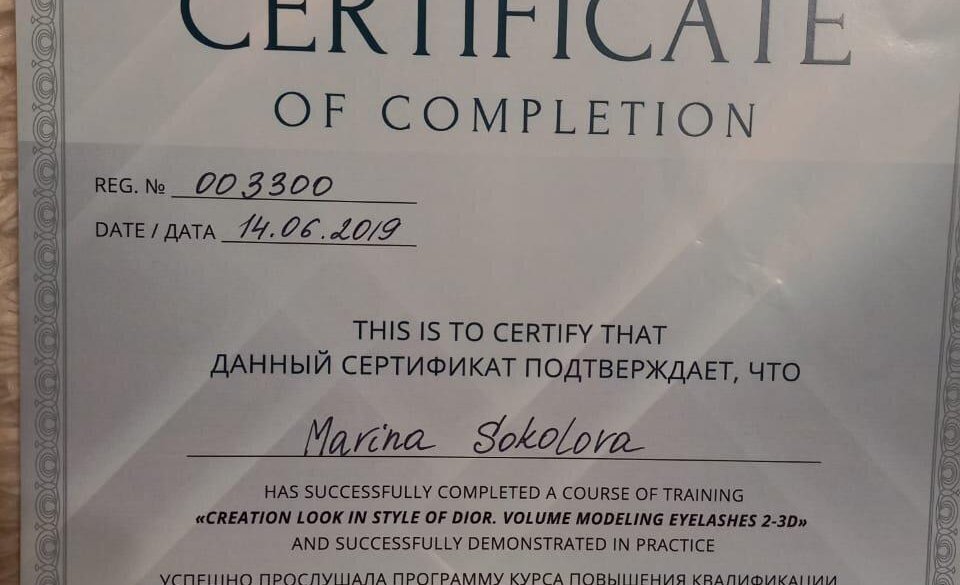 CERTIFICATE
OF COMPLETION
REG. № 003300
DATE / ДАТА 14.06.2019
THIS IS TO CERTIFY THAT
ДАННЫЙ СЕРТИФИКАТ ПОДТВЕРЖДАЕТ, ЧТО
Marina Sokolova
HAS SUCCESSFULLY COMPLETED A COURSE OF TRAINING
«CREATION LOOK IN STYLE OF DIOR. VOLUME MODELING EYELASHES 2-3D»
AND SUCCESSFULLY DEMONSTRATED IN PRACTICE
УСПЕШНО ПРОСЛУШАЛА ПРОГРАММУ КУРСА ПОВЫШЕНИЯ КВАЛИФИКАЦИИ